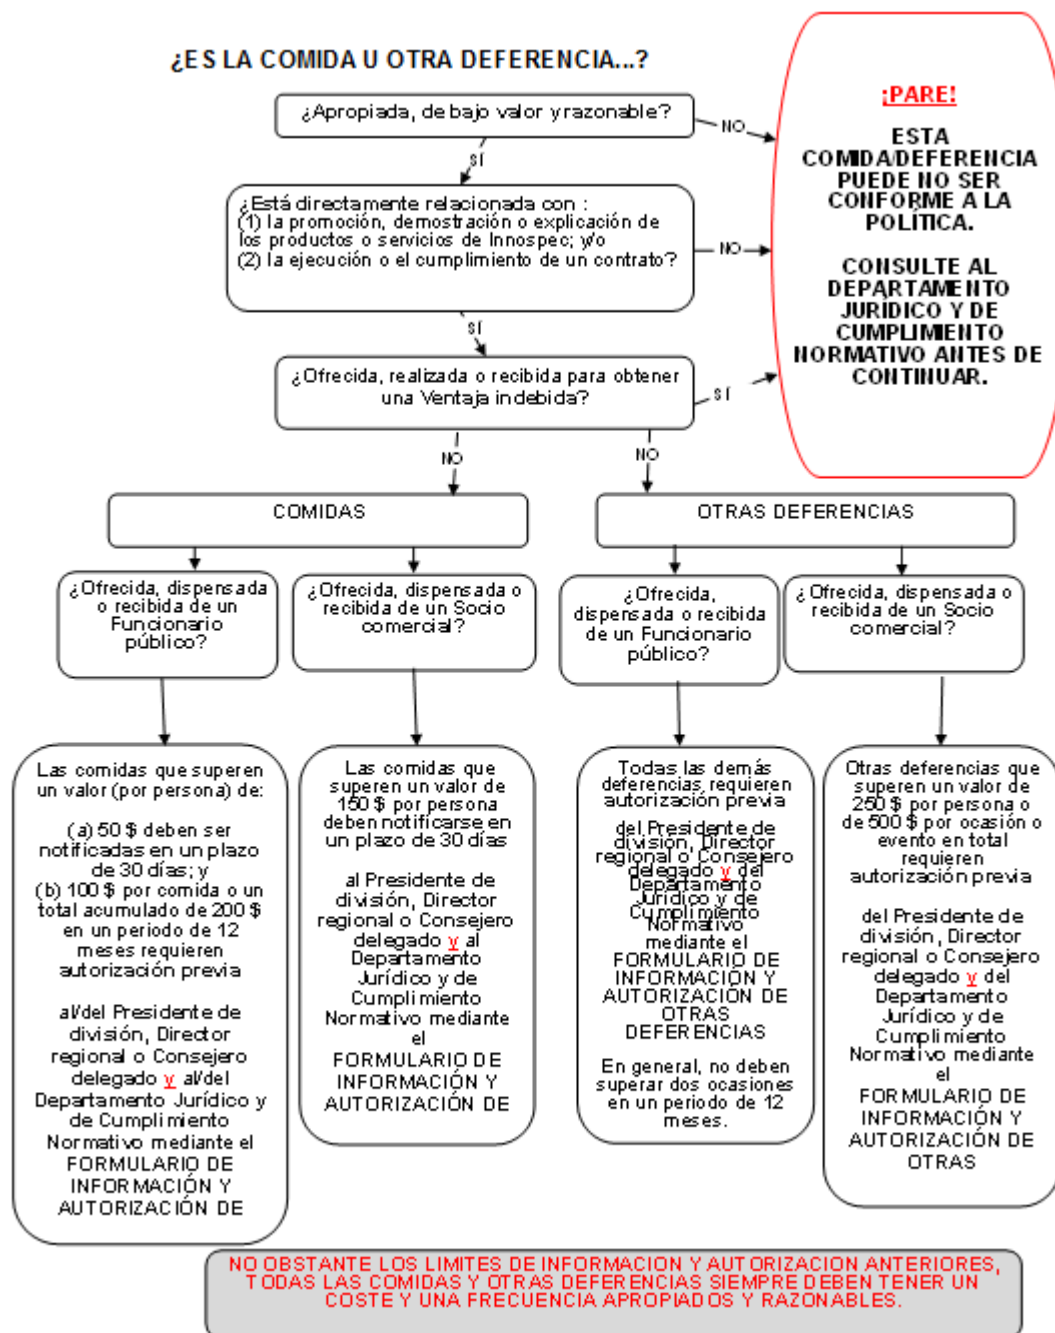 ¿ES LA COMIDA U OTRA DEFERENCIA...?
¿Apropiada, de bajo valor y razonable?
NO
SÍ
¿Está directamente relacionada con :
(1) la promoción, demostración o explicación de
los productos o servicios de Innospec; y/o
(2) la ejecución o el cumplimiento de un contrato?
NO
SÍ
¿Ofrecida, realizada o recibida para obtener
una Ventaja indebida?
SÍ
NO
NO
¡PARE!
ESTA
COMIDA/DEFERENCIA
PUEDE NO SER
CONFORME A LA
POLÍTICA.
CONSULTE AL
DEPARTAMENTO
JURÍDICO Y DE
CUMPLIMIENTO
NORMATIVO ANTES DE
CONTINUAR.
COMIDAS
OTRAS DEFERENCIAS
¿Ofrecida, dispensada
o recibida de un
Funcionario
público?
¿Ofrecida, dispensada o
recibida de un Socio
comercial?
¿Ofrecida,
dispensada o recibida
de un Funcionario
público?
¿Ofrecida, dispensada o
recibida de un Socio
comercial?
Las comidas que superen
un valor (por persona) de:
(a) 50 $ deben ser
notificadas en un plazo
de 30 días; y
(b) 100 $ por comida o un
total acumulado de 200 $
en un periodo de 12
meses requieren
autorización previa
al/del Presidente de
división, Director
regional o Consejero
delegado y al/del
Departamento Jurídico y
de Cumplimiento
Normativo mediante el
FORMULARIO DE
INFORMACIÓN Y
AUTORIZACIÓN DE
Las comidas que
superen un valor de
150 $ por persona
deben notificarse en
un plazo de 30 días
al Presidente de
división, Director
regional o Consejero
delegado y al
Departamento
Jurídico y de
Cumplimiento
Normativo mediante
el
FORMULARIO DE
INFORMACIÓN Y
AUTORIZACIÓN DE
Todas las demás
deferencias requieren
autorización previa
del Presidente de
división, Director
regional o Consejero
delegado y del
Departamento
Jurídico y de
Cumplimiento
Normativo
mediante el
FORMULARIO DE
INFORMACIÓN Y
AUTORIZACIÓN DE
OTRAS
DEFERENCIAS
En general, no deben
superar dos ocasiones
en un periodo de 12
meses.
Otras deferencias que
superen un valor de
250 $ por persona o
de 500 $ por ocasión o
evento en total
requieren
autorización previa
del Presidente de
división, Director
regional o Consejero
delegado y del
Departamento
Jurídico y de
Cumplimiento
Normativo mediante
el
FORMULARIO DE
INFORMACIÓN Y
AUTORIZACIÓN DE
OTRAS
NO OBSTANTE LOS LIMITES DE INFORMACION Y AUTORIZACION ANTERIORES,
TODAS LAS COMIDAS Y OTRAS DEFERENCIAS SIEMPRE DEBEN TENER UN
COSTE Y UNA FRECUENCIA APROPIADOS Y RAZONABLES.